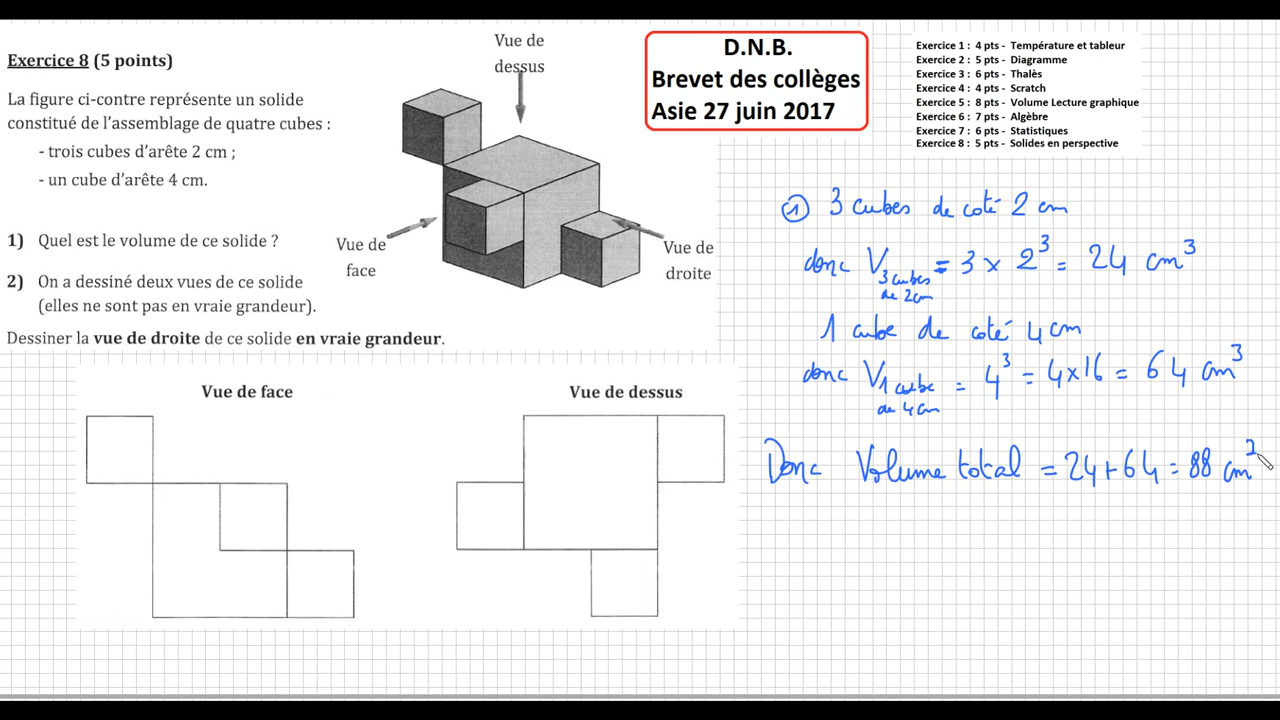 Exercice 8 (5 points)
La figure ci-contre représente un solide
constitué de l'assemblage de quatre cubes :
- trois cubes d'arête 2 cm ;
- un cube d'arête 4 cm.
1) Quel est le volume de ce solide ?
2) On a dessiné deux vues de ce solide
(elles ne sont pas en vraie grandeur).
Dessiner la vue de droite de ce solide en vraie grandeur.
Vue de
dessus
Vue de
face
Vue de
droite
Vue de face
Vue de dessus
D.N.B.
Brevet des collèges
Asie 27 juin 2017
Exercice 1 : 4 pts - Température et tableur
Exercice 2 : 5 pts - Diagramme
Exercice 3 : 6 pts - Thalès
Exercice 4 : 4 pts - Scratch
Exercice 5 : 8 pts - Volume Lecture graphique
Exercice 6 : 7 pts - Algèbre
Exercice 7 : 6 pts - Statistiques
Exercice 8 : 5 pts - Solides en perspective
① 3 cubes de coté 2 cm
donc V 3 cubes de 2cm = 3 × 2³ = 24 cm³
1 cube de coté 4 cm
donc V 1 cube de 4cm = 4³ = 4×16 = 64 cm³
Donc Volume total = 24+64 = 88 cm²